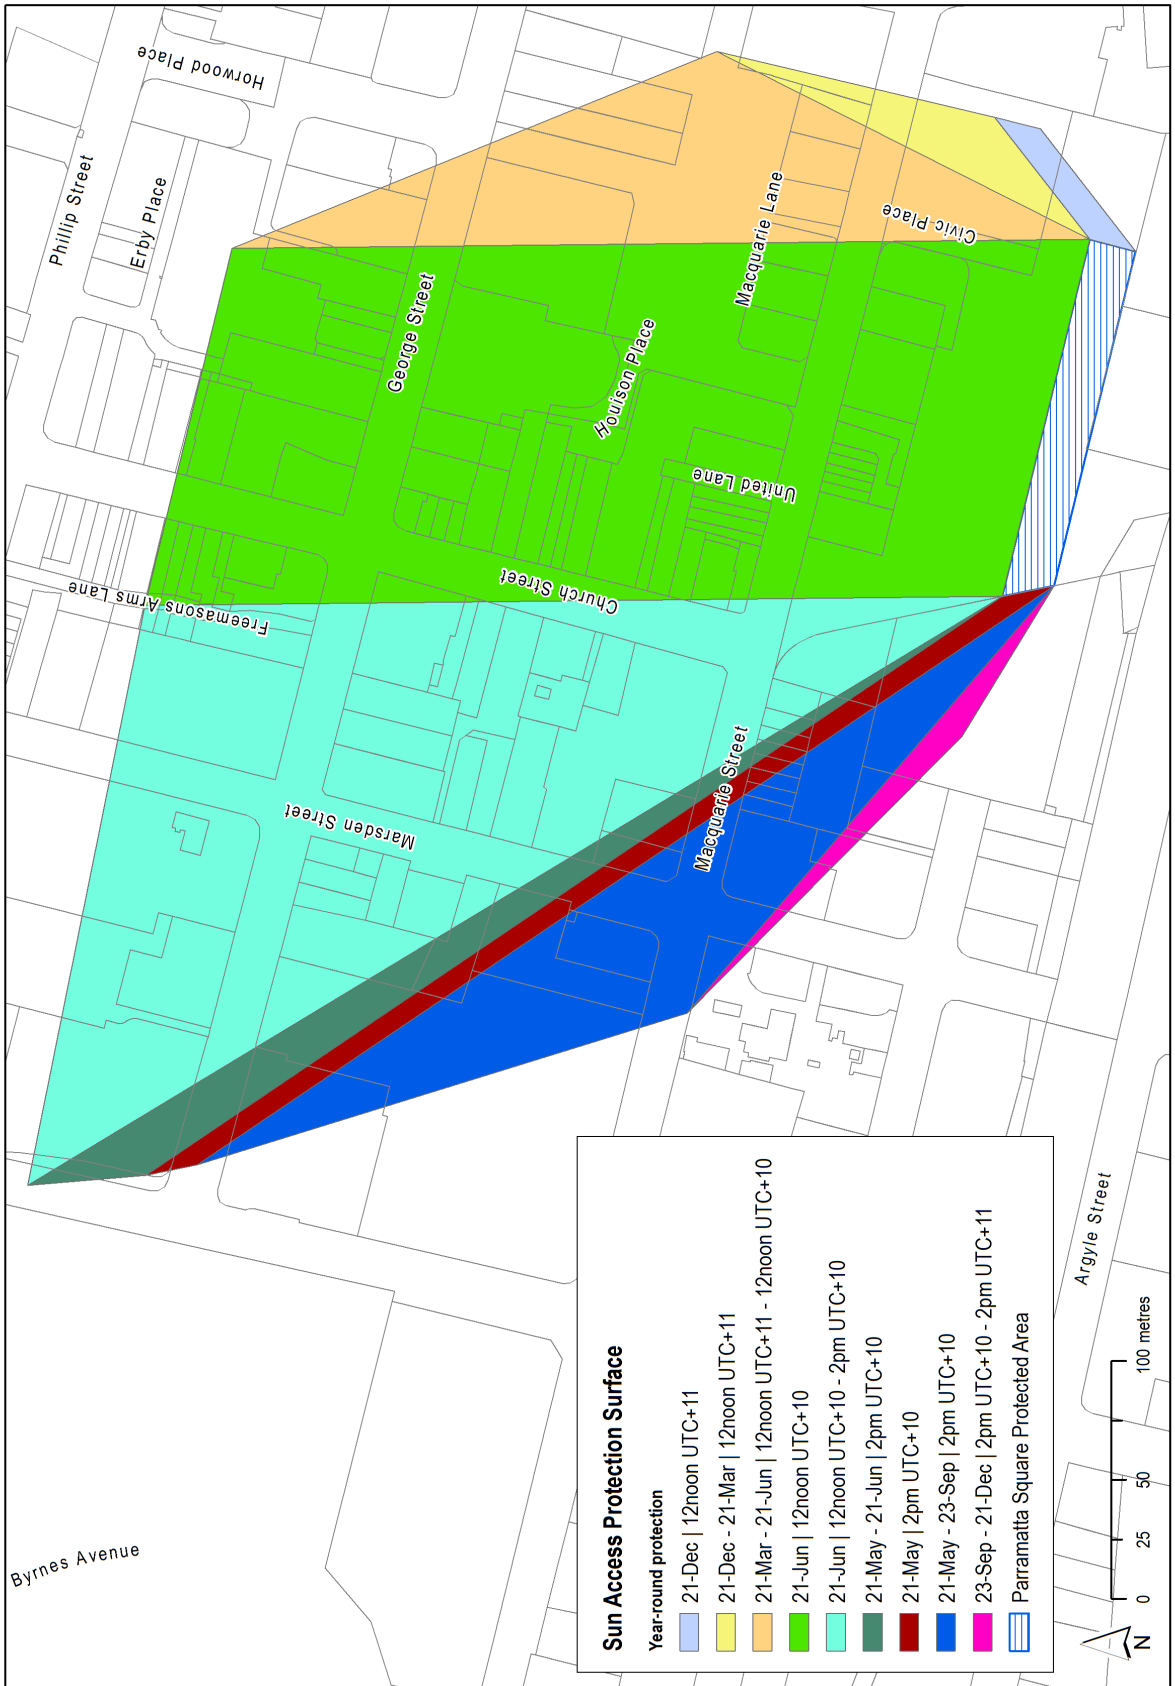 Horwood Place
Phillip Street
Erby Place
George Street
Macquarie Lane
Civic Place
Houison Place
United Lane
Church Street
Freemasons Arms Lane
Macquarie Street
Marsden Street
Argyle Street
Byrnes Avenue
Sun Access Protection Surface
Year-round protection
21-Dec | 12noon UTC+11
21-Dec - 21-Mar | 12noon UTC+11
21-Mar - 21-Jun | 12noon UTC+11 - 12noon UTC+10
21-Jun | 12noon UTC+10
21-Jun | 12noon UTC+10 - 2pm UTC+10
21-May - 21-Jun | 2pm UTC+10
21-May | 2pm UTC+10
21-May - 23-Sep | 2pm UTC+10
23-Sep - 21-Dec | 2pm UTC+10 - 2pm UTC+11
Parramatta Square Protected Area
N
0 25 50 100 metres